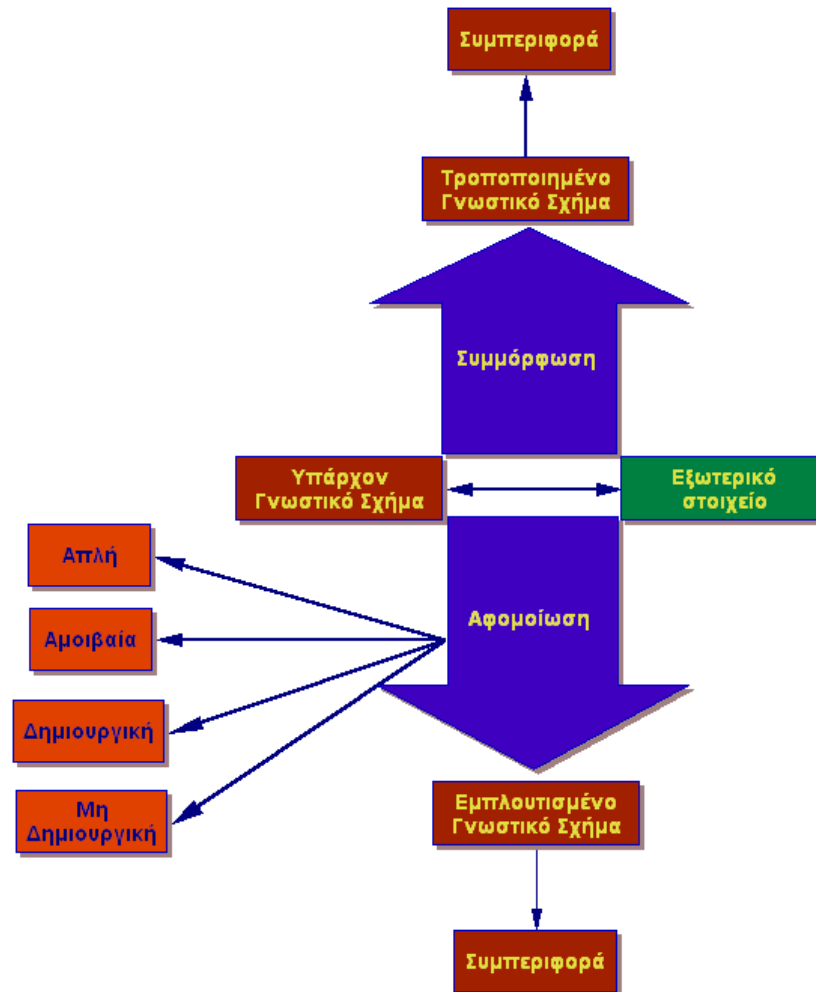 Συμπεριφορά
Τροποποιημένο
Γνωστικό Σχήμα
Συμμόρφωση
Υπάρχον
Γνωστικό Σχήμα
Εξωτερικό
στοιχείο
Απλή
Αμοιβαία
Δημιουργική
Μη
Δημιουργική
Αφομοίωση
Εμπλουτισμένο
Γνωστικό Σχήμα
Συμπεριφορά